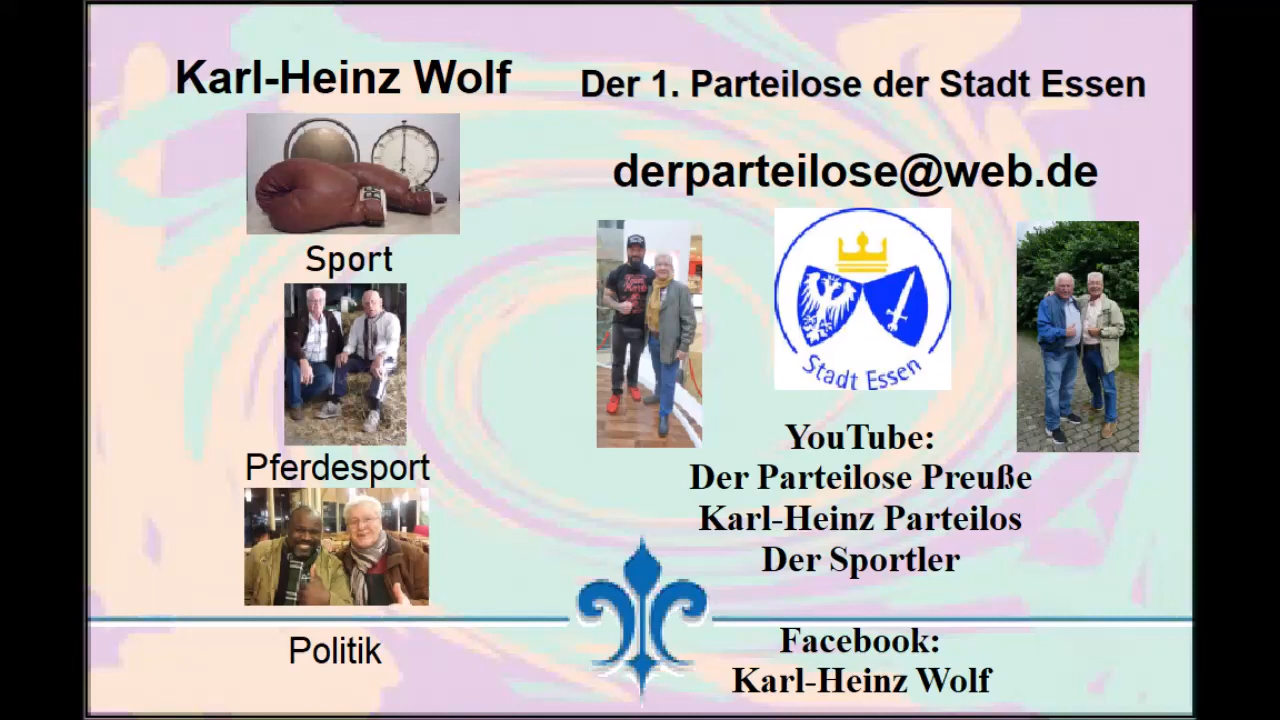 Karl-Heinz Wolf
Der 1. Parteilose der Stadt Essen
derparteilose@web.de
Sport
Pferdesport
Politik
Stadt Essen
YouTube:
Der Parteilose Preuße
Karl-Heinz Parteilos
Der Sportler
Facebook:
Karl-Heinz Wolf